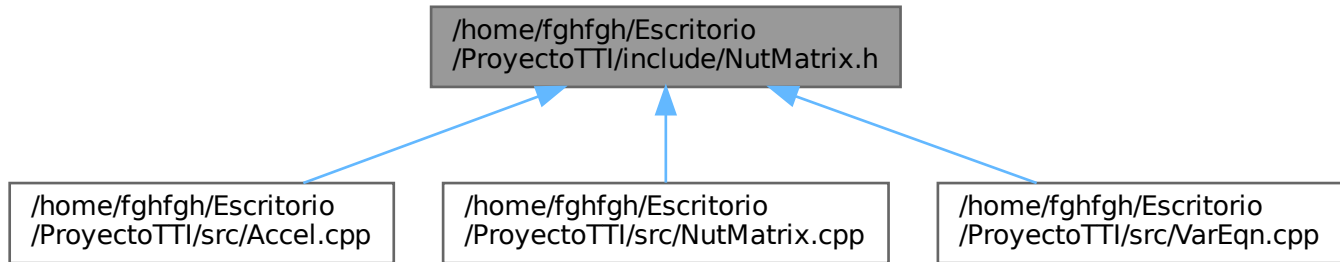 /home/fghfgh/Escritorio
/ProyectoTTI/include/NutMatrix.h
/home/fghfgh/Escritorio
/ProyectoTTI/src/Accel.cpp
/home/fghfgh/Escritorio
/ProyectoTTI/src/NutMatrix.cpp
/home/fghfgh/Escritorio
/ProyectoTTI/src/VarEqn.cpp